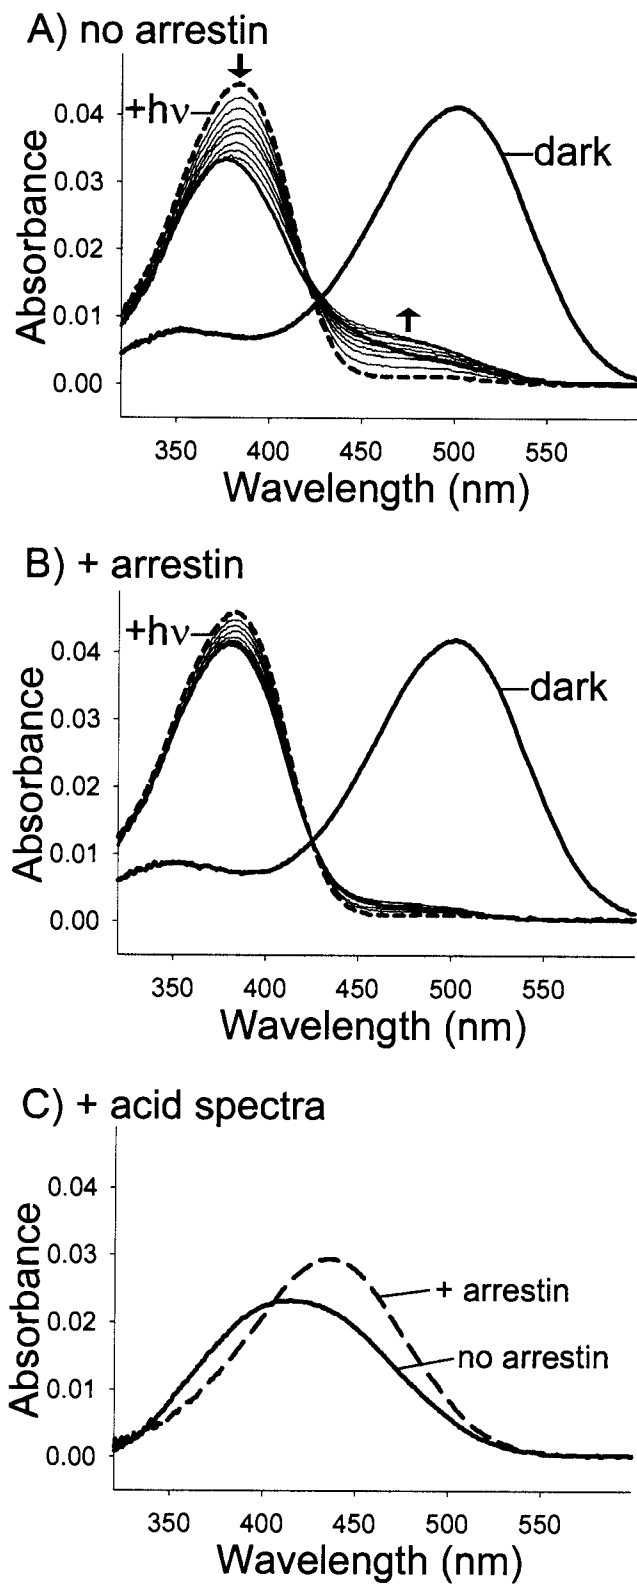 A) no arrestin
+hν
dark
0.04
0.03
0.02
0.01
0.00
Absorbance
350 400 450 500 550
Wavelength (nm)
B) + arrestin
+hν
dark
0.04
0.03
0.02
0.01
0.00
Absorbance
350 400 450 500 550
Wavelength (nm)
C) + acid spectra
0.04
0.03
0.02
0.01
0.00
Absorbance
+ arrestin
no arrestin
350 400 450 500 550
Wavelength (nm)